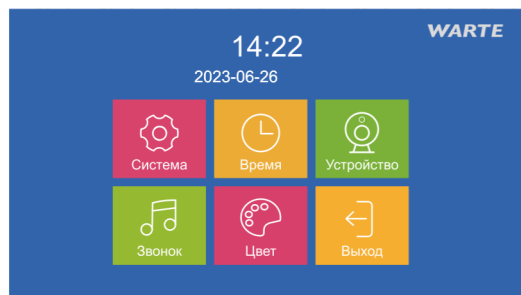 WARTE
14:22
2023-06-26
Система
Время
Устройство
Звонок
Цвет
Выход